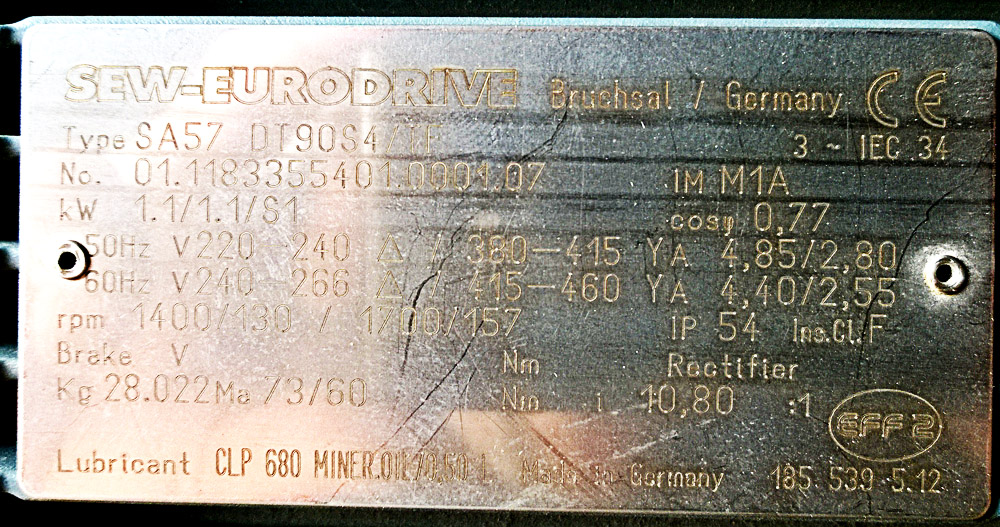 SEW-EURODRIVE Bruchsal / Germany CE
Type SA57 DT90S4/TF 3 ~ IEC 34
No. 01.1183355401.0001.07 IM M1A
kW 1.1/1.1/S1 cosφ 0,77
50Hz V 220 240 Δ / 380-415 Y A 4,85/2,80
60Hz V 240 266 Δ / 415-460 Y A 4,40/2,55
rpm 1400/130 / 1700/157 IP 54 Ins.Cl. F
Brake V Nm Rectifier
Kg 28.022 Ma 73/60 Nm i 10,80 :1
EFF 2
Lubricant CLP 680 MINER.OIL/0,50 L Made in Germany 185 539 5.12